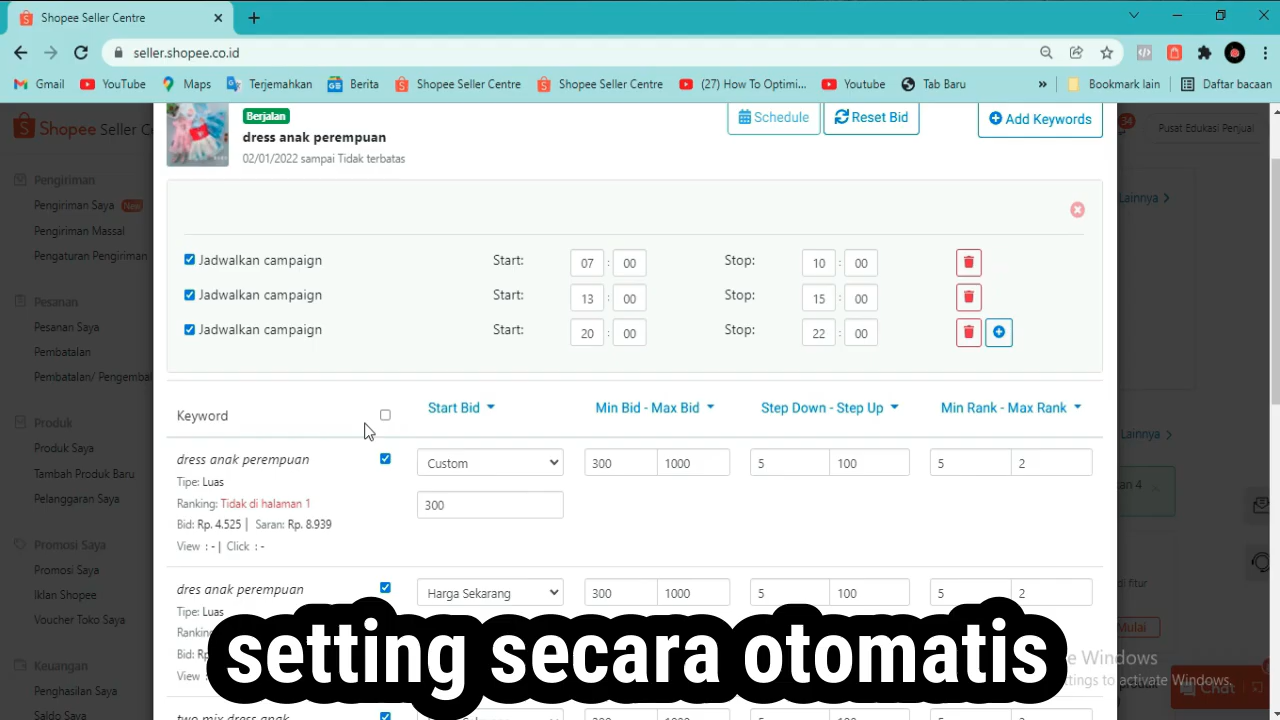 Shopee Seller Centre
seller.shopee.co.id
Gmail YouTube Maps Terjemahkan Berita Shopee Seller Centre Shopee Seller Centre (27) How To Optimi... Youtube Tab Baru » Bookmark lain Daftar bacaan
Shopee Seller Ce
34
Pusat Edukasi Penjual
Berjalan
dress anak perempuan
02/01/2022 sampai Tidak terbatas
Schedule Reset Bid Add Keywords
Pengiriman
Pengiriman Saya New
Pengiriman Massal
Pengaturan Pengiriman
Pesanan
Pesanan Saya
Pembatalan
Pembatalan/ Pengembal
Produk
Produk Saya
Tambah Produk Baru
Pelanggaran Saya
Promosi Saya
Promosi Saya
Iklan Shopee
Voucher Toko Saya
Keuangan
Penghasilan Saya
Saldo Saya
Jadwalkan campaign Start: 07 : 00 Stop: 10 : 00
Jadwalkan campaign Start: 13 : 00 Stop: 15 : 00
Jadwalkan campaign Start: 20 : 00 Stop: 22 : 00
Keyword Start Bid Min Bid - Max Bid Step Down - Step Up Min Rank - Max Rank
dress anak perempuan Custom 300 1000 5 100 5 2
Tipe: Luas
Ranking: Tidak di halaman 1 300
Bid: Rp. 4.525 | Saran: Rp. 8.939
View : - | Click : -
dres anak perempuan Harga Sekarang 300 1000 5 100 5 2
Tipe: Luas
Rankin
Bid: Rp
View :
two mix dress anak
Lainnya
Lainnya
an 4
di fitur
Mulai
e Windows
ttings to activate Windows.
Chat
setting secara otomatis